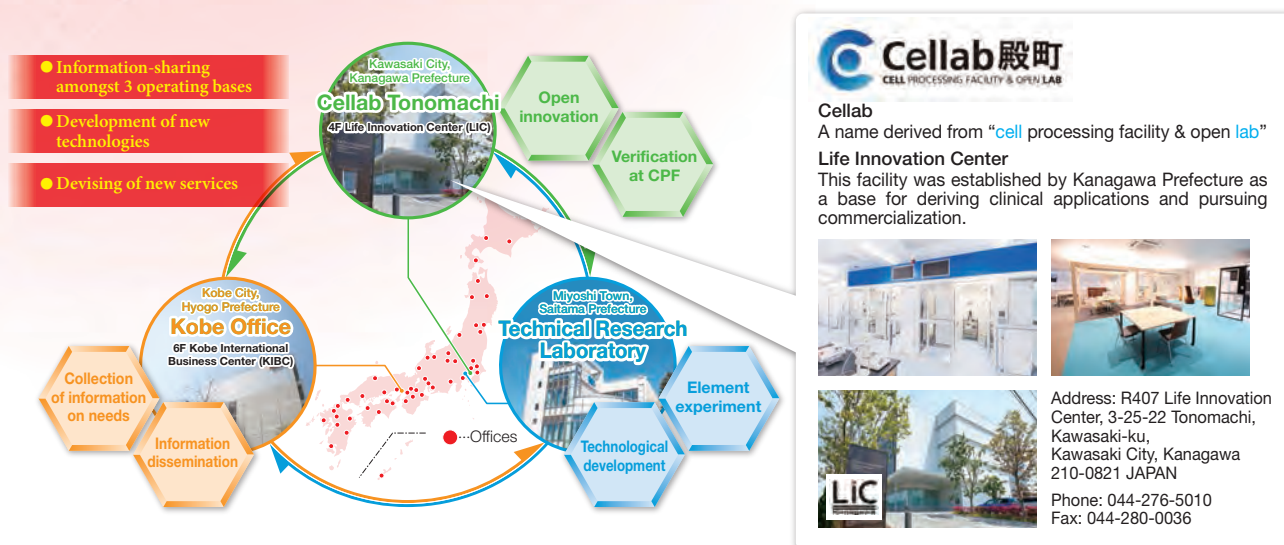 ● Information-sharing
amongst 3 operating bases
● Development of new
technologies
● Devising of new services
Kawasaki City,
Kanagawa Prefecture
Cellab Tonomachi
4F Life Innovation Center (LIC)
Open
innovation
Verification
at CPF
Kobe City,
Hyogo Prefecture
Kobe Office
6F Kobe International
Business Center (KIBC)
Collection
of information
on needs
Information
dissemination
Miyoshi Town,
Saitama Prefecture
Technical Research
Laboratory
Element
experiment
Technological
development
●···Offices
Cellab殿町
CELL PROCESSING FACILITY & OPEN LAB
Cellab
A name derived from “cell processing facility & open lab”
Life Innovation Center
This facility was established by Kanagawa Prefecture as
a base for deriving clinical applications and pursuing
commercialization.
LiC
Address: R407 Life Innovation
Center, 3-25-22 Tonomachi,
Kawasaki-ku,
Kawasaki City, Kanagawa
210-0821 JAPAN
Phone: 044-276-5010
Fax: 044-280-0036